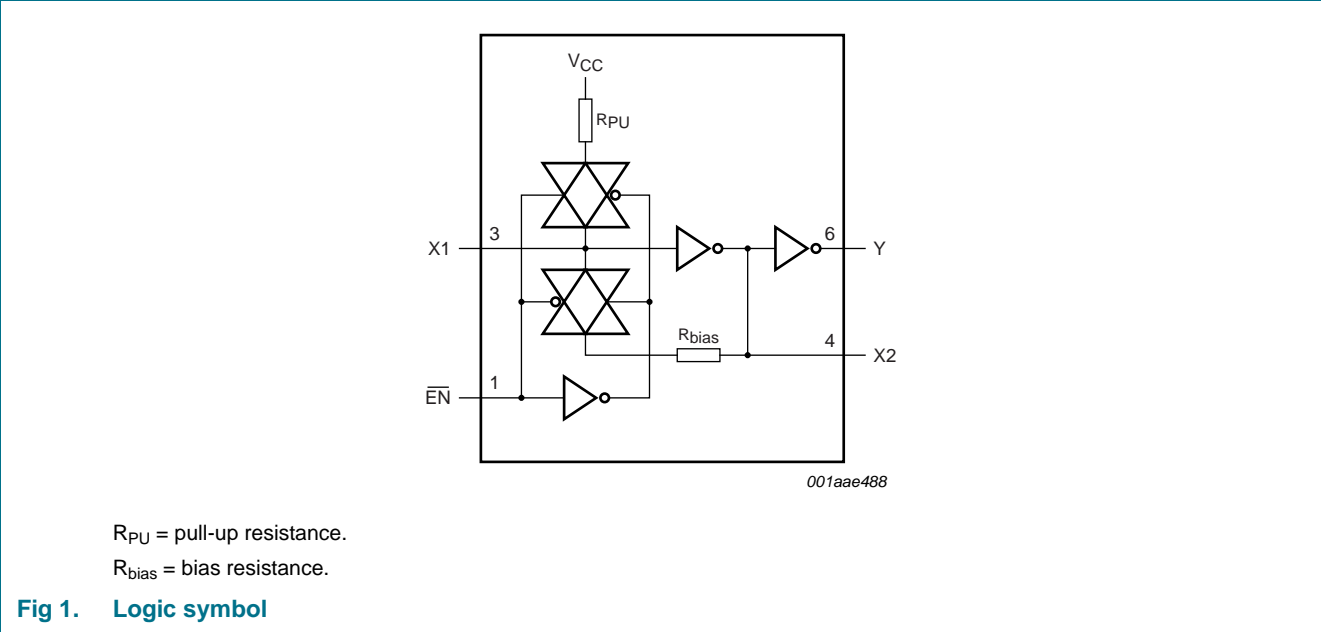 VCC
RPU
X1
3
6
Y
Rbias
4
X2
1
EN
001aae488
RPU = pull-up resistance.
Rbias = bias resistance.
Fig 1. Logic symbol